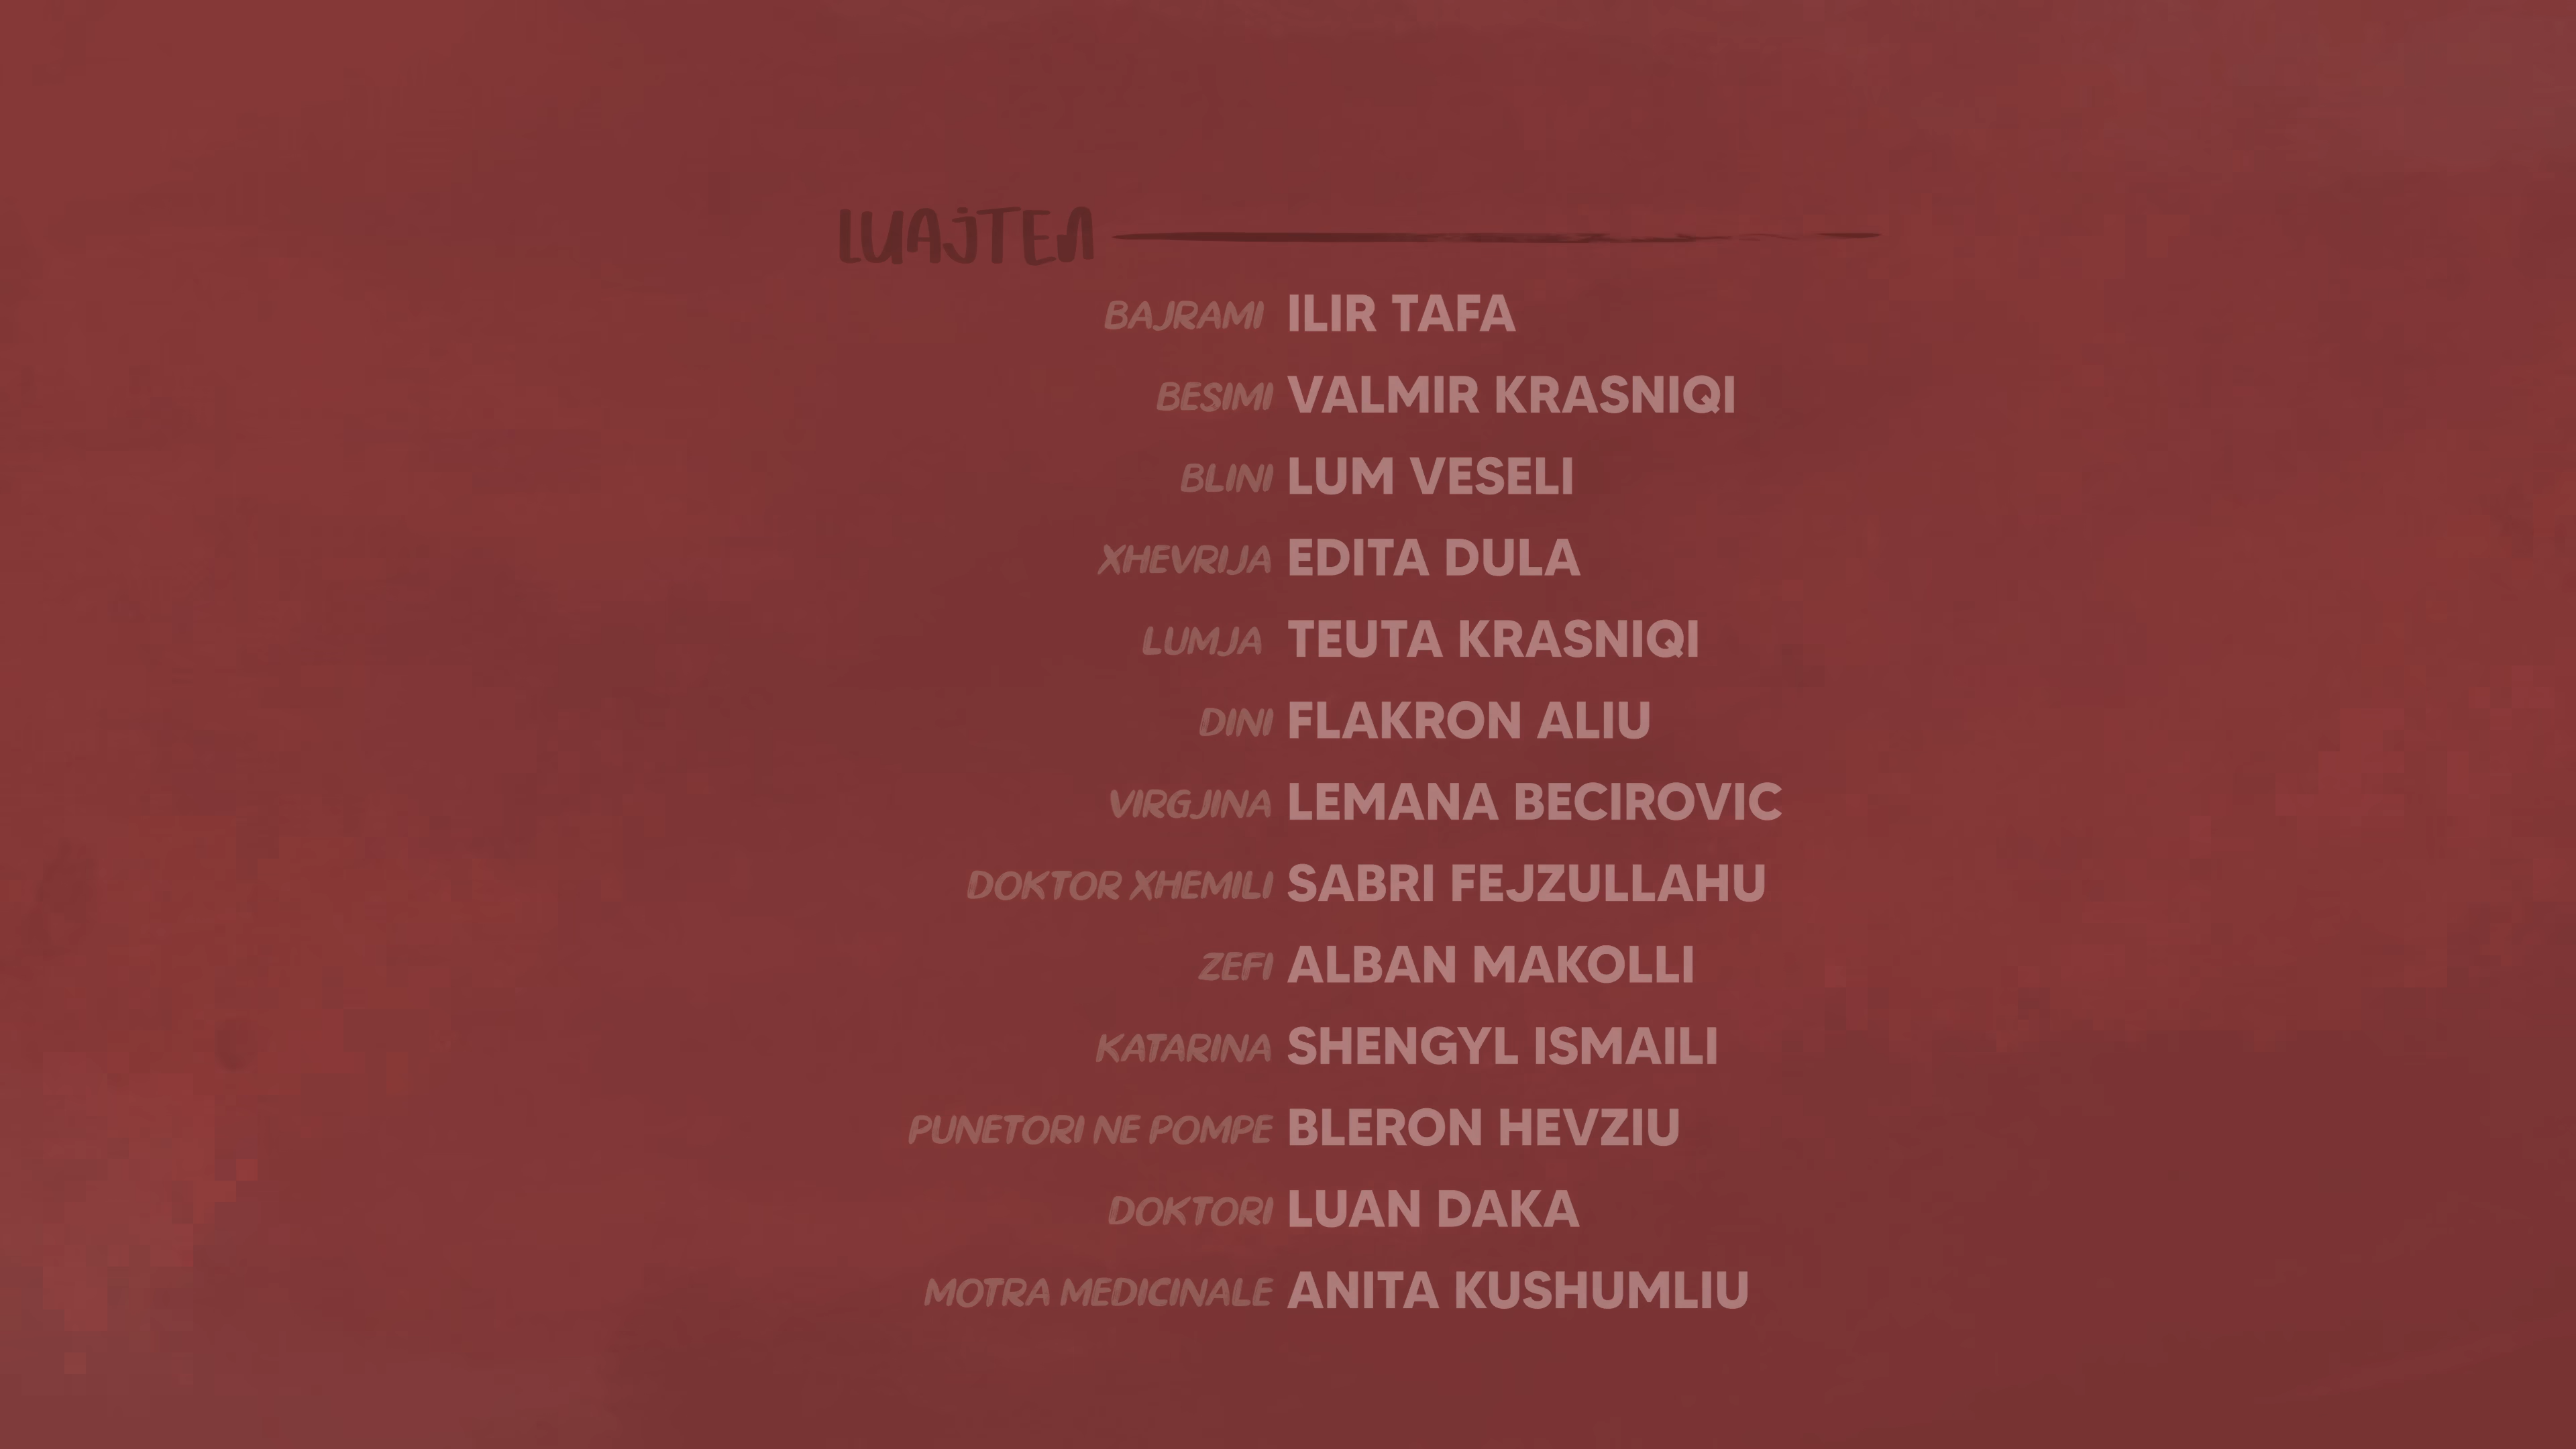 LUAJTEN
BAJRAMI ILIR TAFA
BESIMI VALMIR KRASNIQI
BLINI LUM VESELI
XHEVRIJA EDITA DULA
LUMJA TEUTA KRASNIQI
DINI FLAKRON ALIU
VIRGJINA LEMANA BECIROVIC
DOKTOR XHEMILI SABRI FEJZULLAHU
ZEFI ALBAN MAKOLLI
KATARINA SHENGYL ISMAILI
PUNETORI NE POMPE BLERON HEVZIU
DOKTORI LUAN DAKA
MOTRA MEDICINALE ANITA KUSHUMLIU